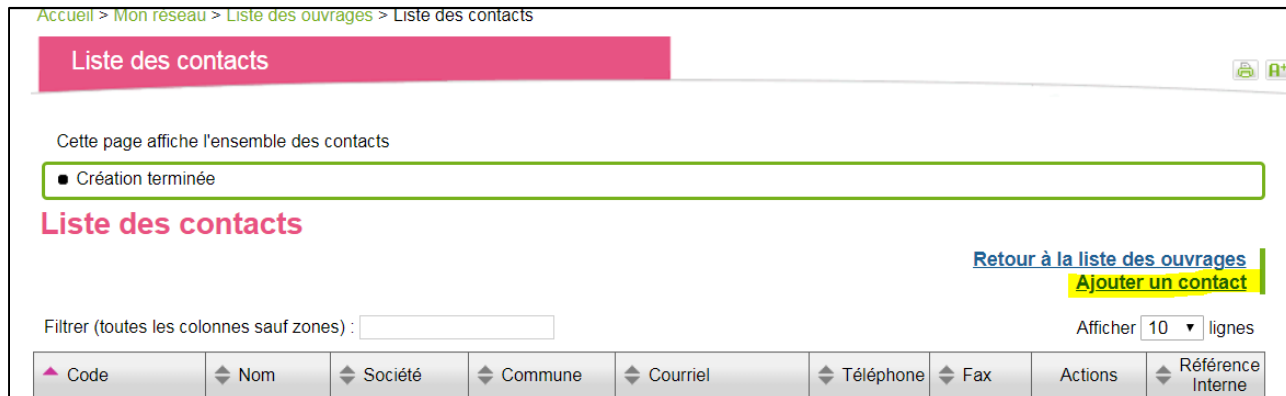 Accueil > Mon réseau > Liste des ouvrages > Liste des contacts
Liste des contacts
A+
Cette page affiche l'ensemble des contacts
Création terminée
Liste des contacts
Retour à la liste des ouvrages
Ajouter un contact
Filtrer (toutes les colonnes sauf zones) :
Afficher 10 lignes
Code Nom Société Commune Courriel Téléphone Fax Actions Référence Interne